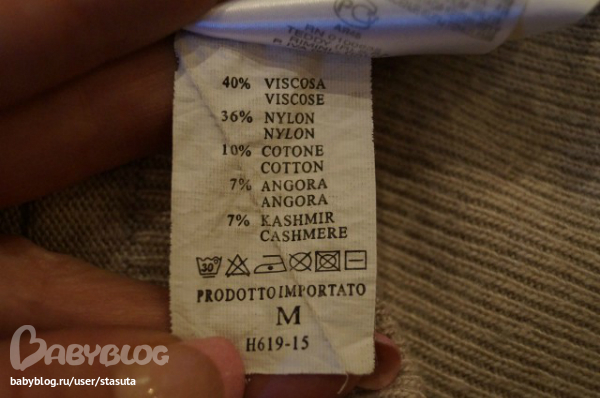 40% VISCOSA
VISCOSE
36% NYLON
NYLON
10% COTONE
COTTON
7% ANGORA
ANGORA
7% KASHMIR
CASHMERE
30°
PRODOTTO IMPORTATO
M
H619-15
BABYBLOG
babyblog.ru/user/stasuta